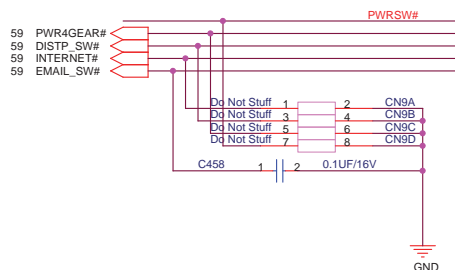 PWRSW#
59 PWR4GEAR#
59 DISTP_SW#
59 INTERNET#
59 EMAIL_SW#
Do Not Stuff 1 2 CN9A
Do Not Stuff 3 4 CN9B
Do Not Stuff 5 6 CN9C
Do Not Stuff 7 8 CN9D
C458 1 2 0.1UF/16V
GND